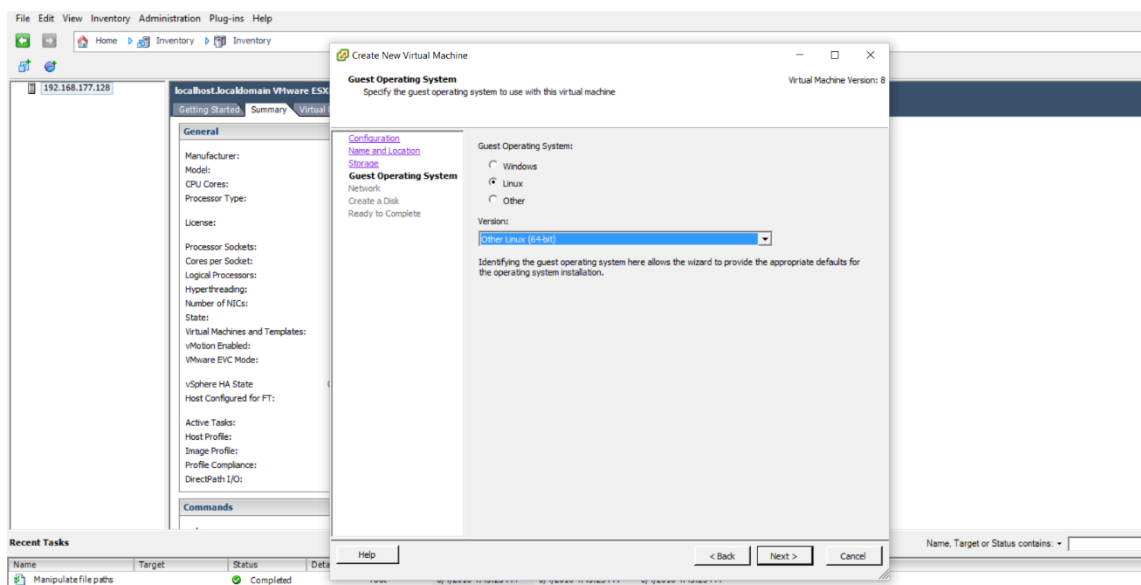 File Edit View Inventory Administration Plug-ins Help
Home Inventory Inventory
192.168.177.128
localhost.localdomain VMware ESX
Getting Started Summary Virtual
General
Manufacturer:
Model:
CPU Cores:
Processor Type:
License:
Processor Sockets:
Cores per Socket:
Logical Processors:
Hyperthreading:
Number of NICs:
State:
Virtual Machines and Templates:
vMotion Enabled:
VMware EVC Mode:
vSphere HA State
Host Configured for FT:
Active Tasks:
Host Profile:
Image Profile:
Profile Compliance:
DirectPath I/O:
Commands
Create New Virtual Machine
Guest Operating System
Virtual Machine Version: 8
Specify the guest operating system to use with this virtual machine
Configuration
Name and Location
Storage
Guest Operating System
Network
Create a Disk
Ready to Complete
Guest Operating System:
Windows
Linux
Other
Version:
Other Linux (64-bit)
Identifying the guest operating system here allows the wizard to provide the appropriate defaults for
the operating system installation.
Help
< Back Next > Cancel
Recent Tasks
Name, Target or Status contains:
Name Target Status Deta
Manipulate file paths Completed